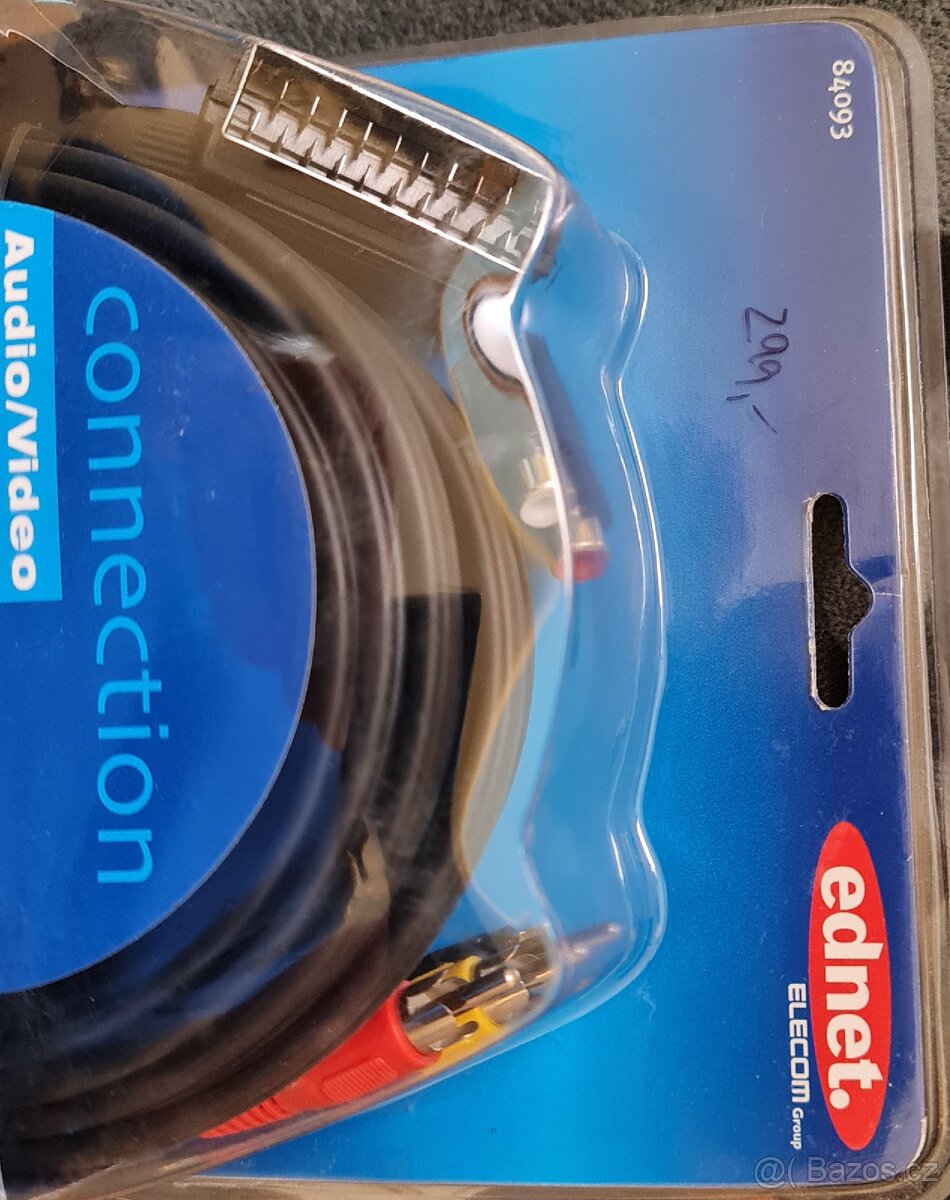 84093
299,-
ednet.
ELECOM Group
connection
Audio/Video
@( Bazos.cz